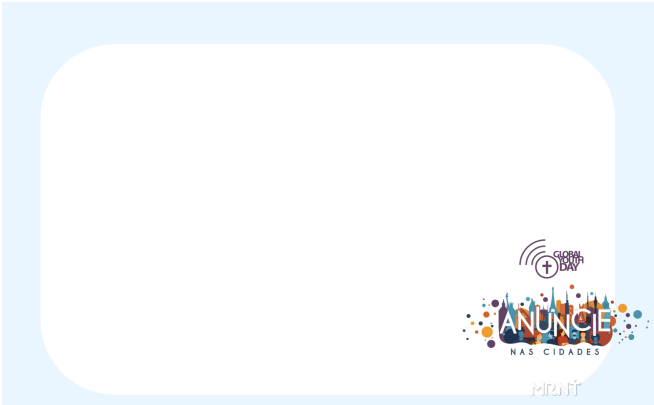 GLOBAL
YOUTH
DAY
ANUNCIE
NAS CIDADES
MRNT